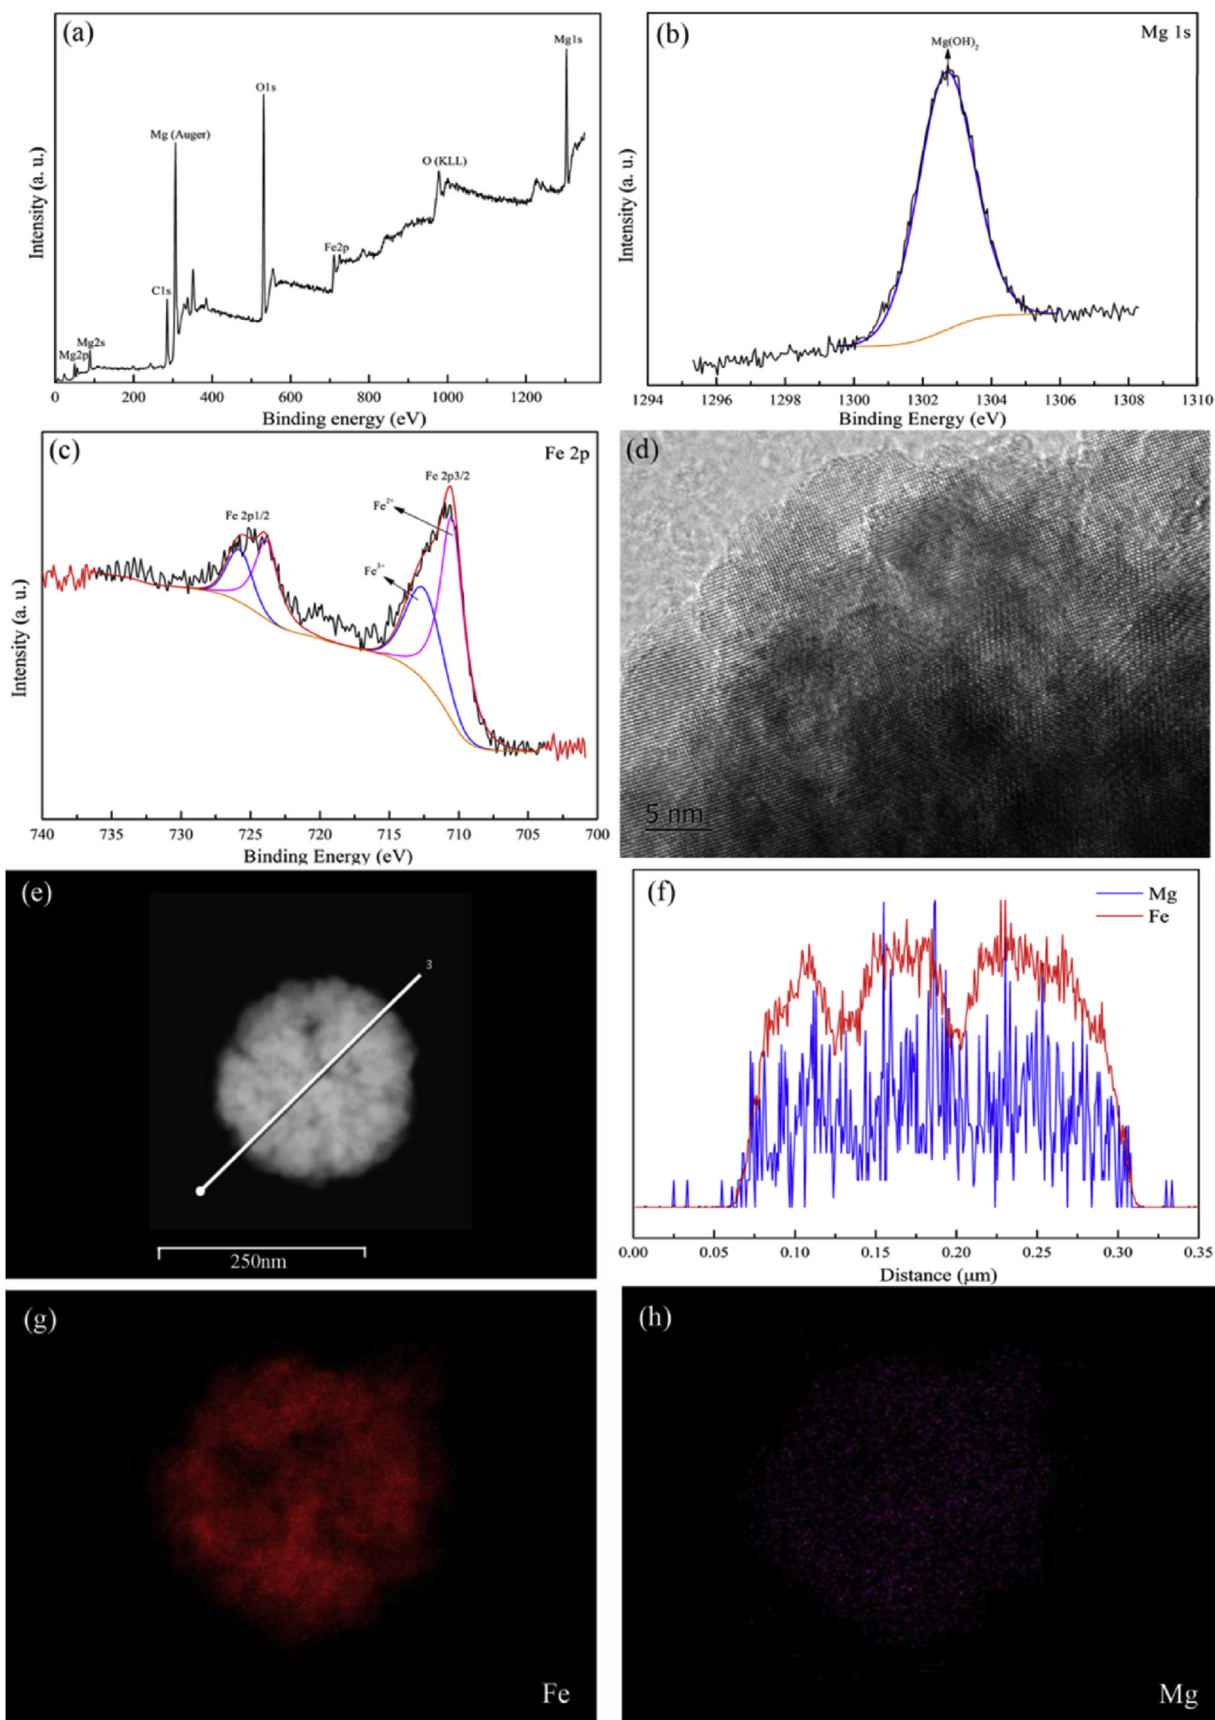 (a)
Mg1s
O1s
Mg (Auger)
O (KLL)
Fe2p
C1s
Mg2s
Mg2p
Intensity (a. u.)
0 200 400 600 800 1000 1200
Binding energy (eV)
(b)
Mg 1s
Mg(OH)2
Intensity (a. u.)
1294 1296 1298 1300 1302 1304 1306 1308 1310
Binding Energy (eV)
(c)
Fe 2p
Fe 2p3/2
Fe2+
Fe 2p1/2
Fe3+
Intensity (a. u.)
740 735 730 725 720 715 710 705 700
Binding Energy (eV)
(d)
5 nm
(e)
3
250nm
(f)
Mg
Fe
0.00 0.05 0.10 0.15 0.20 0.25 0.30 0.35
Distance (μm)
(g)
Fe
(h)
Mg